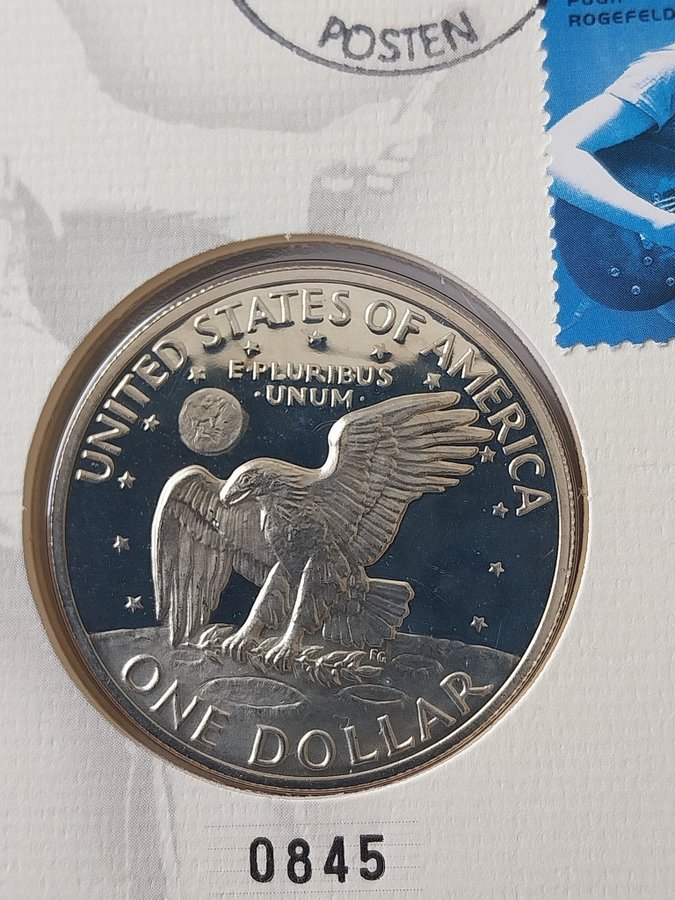 POSTEN
ROGEFELD
UNITED STATES OF AMERICA
E·PLURIBUS
·UNUM·
FG
ONE DOLLAR
0845